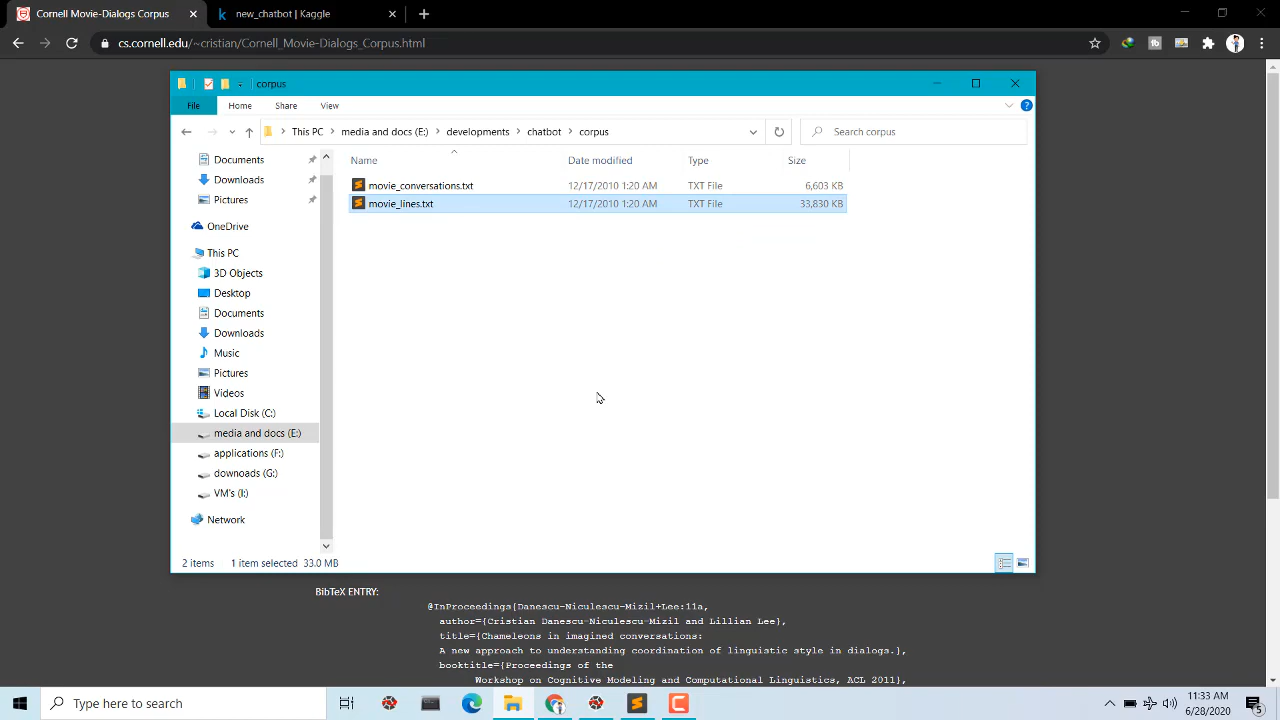 Cornell Movie-Dialogs Corpus
new_chatbot | Kaggle
cs.cornell.edu/~cristian/Cornell_Movie-Dialogs_Corpus.html
corpus
File Home Share View
This PC > media and docs (E:) > developments > chatbot > corpus
Search corpus
Name Date modified Type Size
movie_conversations.txt 12/17/2010 1:20 AM TXT File 6,603 KB
movie_lines.txt 12/17/2010 1:20 AM TXT File 33,830 KB
Documents
Downloads
Pictures
OneDrive
This PC
3D Objects
Desktop
Documents
Downloads
Music
Pictures
Videos
Local Disk (C:)
media and docs (E:)
applications (F:)
downoads (G:)
VM's (I:)
Network
2 items 1 item selected 33.0 MB
BibTeX ENTRY:
@InProceedings{Danescu-Niculescu-Mizil+Lee:11a,
author={Cristian Danescu-Niculescu-Mizil and Lillian Lee},
title={Chameleons in imagined conversations:
A new approach to understanding coordination of linguistic style in dialogs.},
booktitle={Proceedings of the
Workshop on Cognitive Modeling and Computational Linguistics, ACL 2011},
Type here to search
11:33 AM
6/28/2020
5